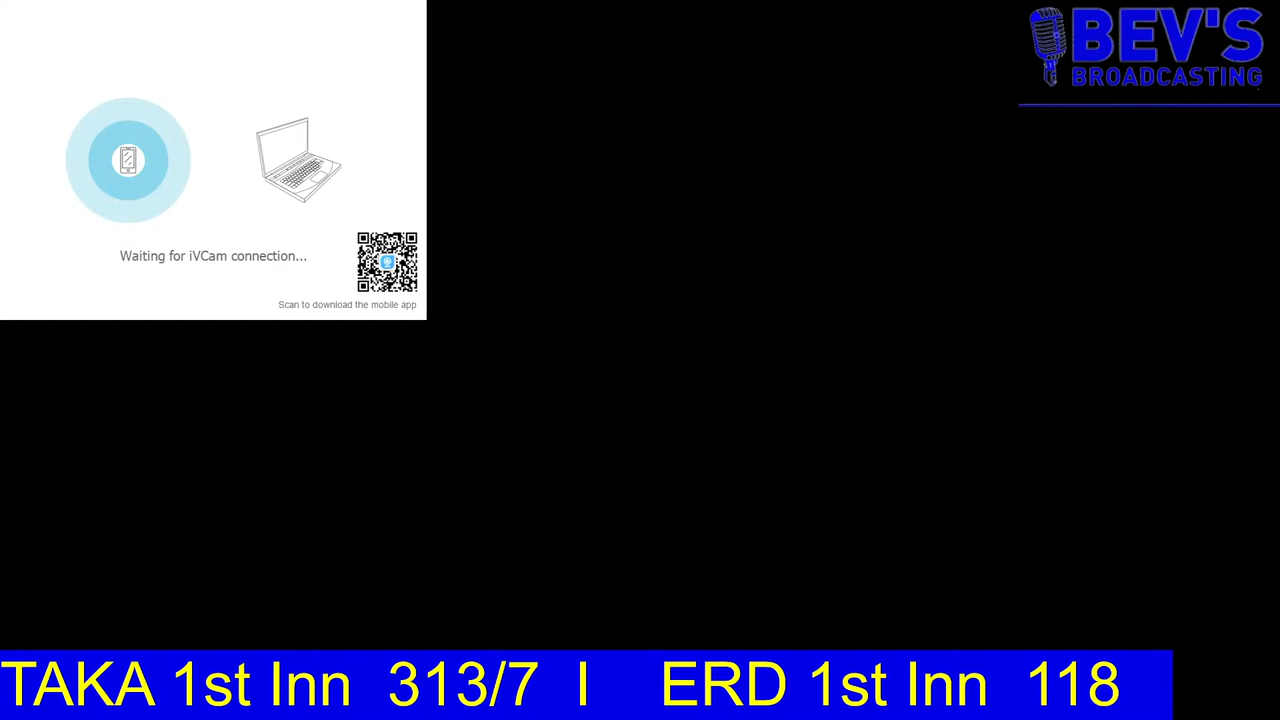 BEV'S
BROADCASTING
Waiting for iVCam connection...
Scan to download the mobile app
TAKA 1st Inn 313/7 I ERD 1st Inn 118